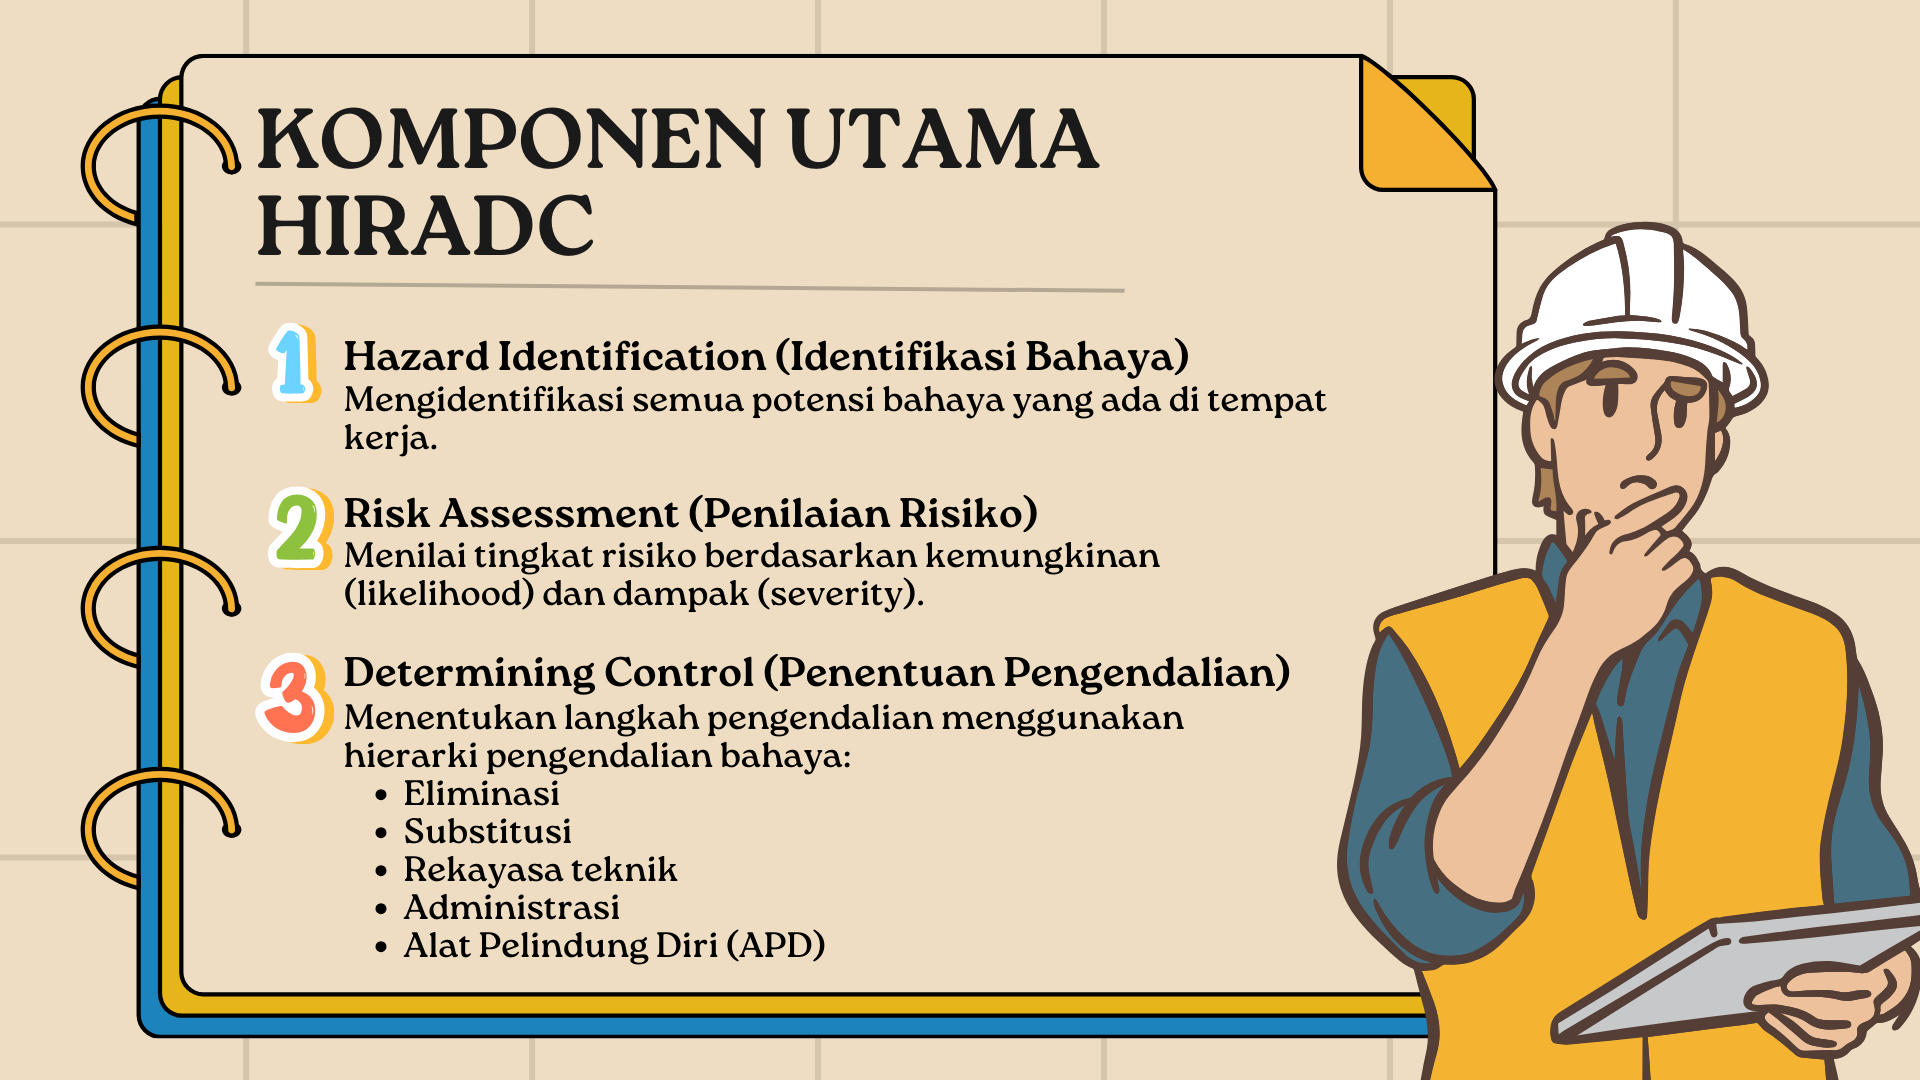 KOMPONEN UTAMA
HIRADC
1
Hazard Identification (Identifikasi Bahaya)
Mengidentifikasi semua potensi bahaya yang ada di tempat
kerja.
2
Risk Assessment (Penilaian Risiko)
Menilai tingkat risiko berdasarkan kemungkinan
(likelihood) dan dampak (severity).
3
Determining Control (Penentuan Pengendalian)
Menentukan langkah pengendalian menggunakan
hierarki pengendalian bahaya:
• Eliminasi
• Substitusi
• Rekayasa teknik
• Administrasi
• Alat Pelindung Diri (APD)